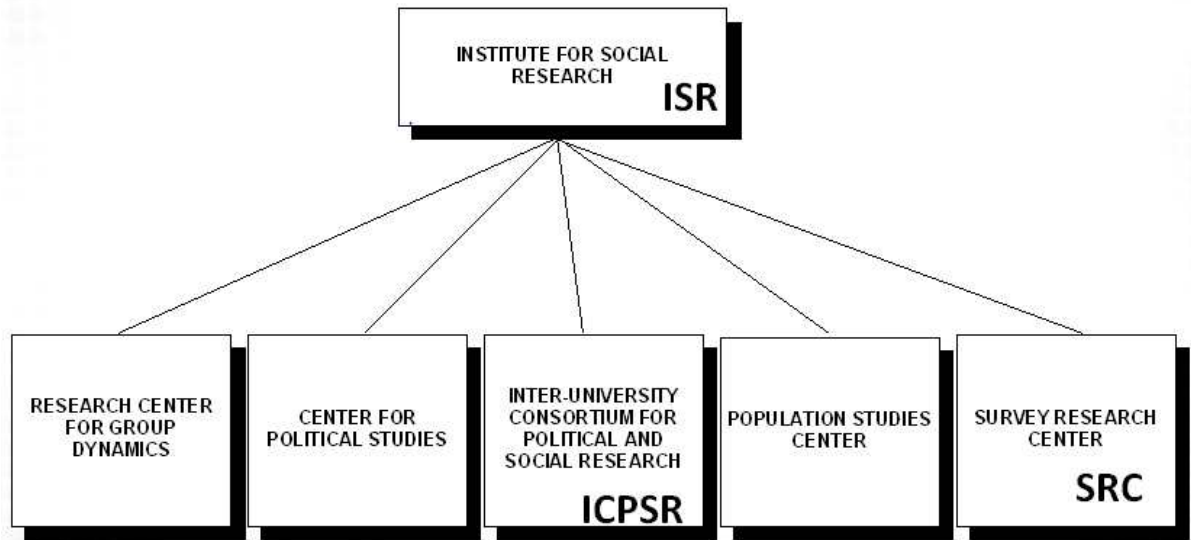 INSTITUTE FOR SOCIAL
RESEARCH
ISR
RESEARCH CENTER
FOR GROUP
DYNAMICS
CENTER FOR
POLITICAL STUDIES
INTER-UNIVERSITY
CONSORTIUM FOR
POLITICAL AND
SOCIAL RESEARCH
ICPSR
POPULATION STUDIES
CENTER
SURVEY RESEARCH
CENTER
SRC